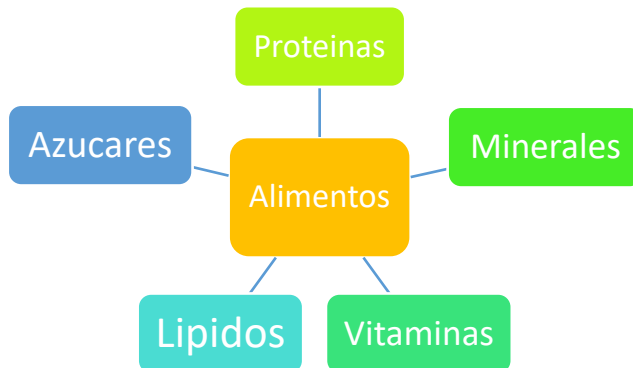 Proteinas
Azucares
Minerales
Alimentos
Lipidos
Vitaminas